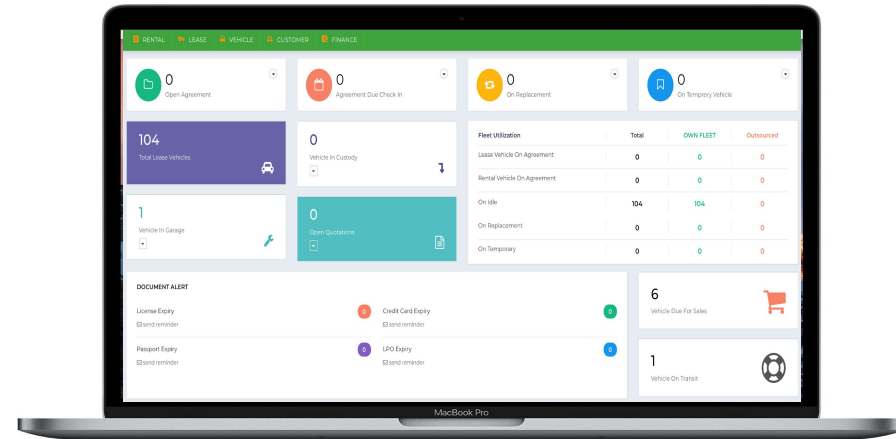 RENTAL LEASE VEHICLE CUSTOMER FINANCE
0
Open Agreement
0
Agreement Due Check In
0
On Replacement
0
On Temprory Vehicle
104
Total Lease Vehicles
0
Vehicle In Custody
1
Vehicle In Garage
0
Open Quotations
Fleet Utilization Total OWN FLEET Outsourced
Lease Vehicle On Agreement 0 0 0
Rental Vehicle On Agreement 0 0 0
On Idle 104 104 0
On Replacement 0 0 0
On Temporary 0 0 0
DOCUMENT ALERT
License Expiry 0
send reminder
Credit Card Expiry 0
send reminder
Passport Expiry 0
send reminder
LPO Expiry 0
send reminder
6
Vehicle Due For Sales
1
Vehicle On Transit
MacBook Pro